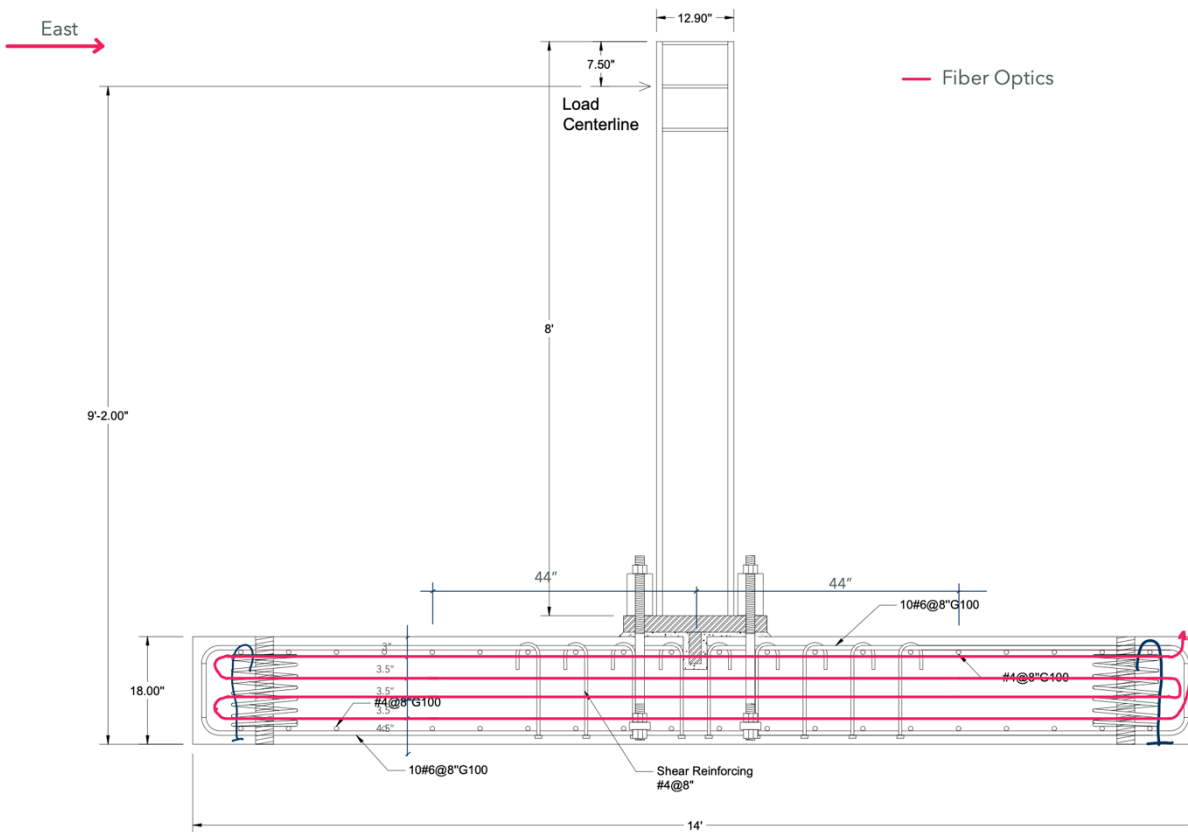 12.90"
East
7.50"
Fiber Optics
Load
Centerline
8'
9'-2.00"
44"
44"
10#6@8"G100
3"
3.5"
18.00"
3.5"
#4@8"G100
#4@8"G100
3.5"
4.5"
10#6@8"G100
Shear Reinforcing
#4@8"
14'